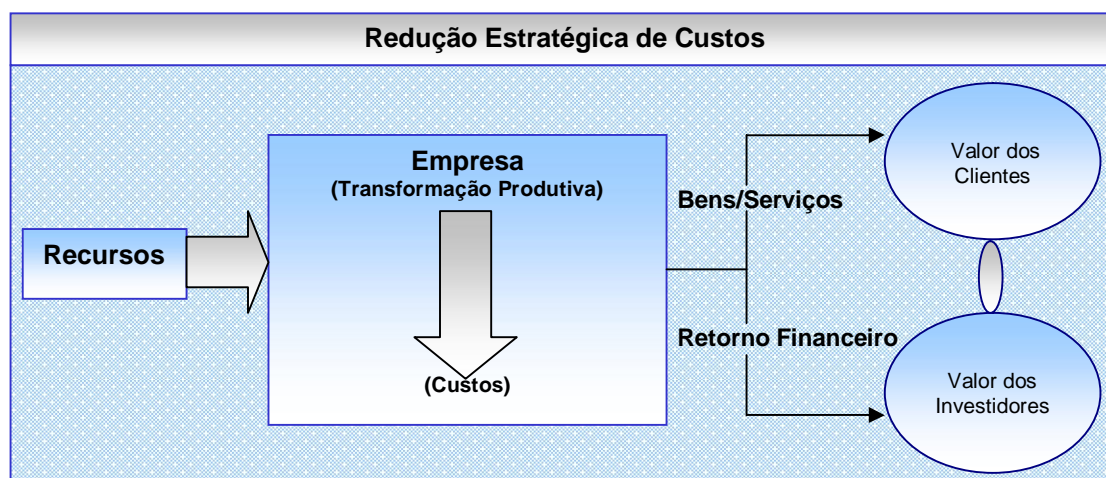 Redução Estratégica de Custos
Recursos
Empresa
(Transformação Produtiva)
(Custos)
Bens/Serviços
Retorno Financeiro
Valor dos
Clientes
Valor dos
Investidores